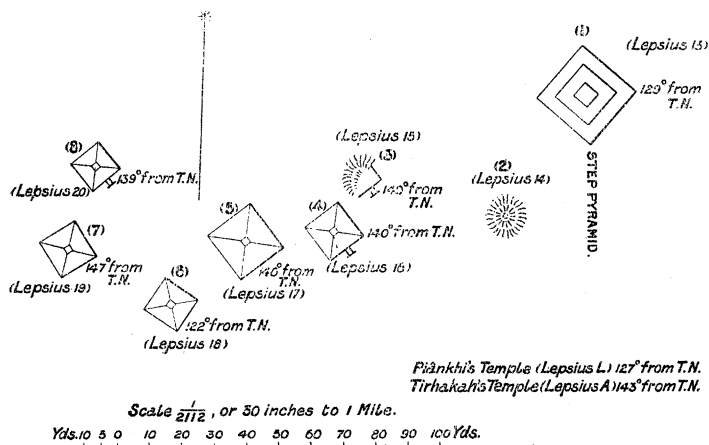 (1)
(Lepsius 13)
129° from
T.N.
STEP PYRAMID.
(2)
(Lepsius 14)
(Lepsius 15)
(3)
140° from
T.N.
(4)
140° from
T.N.
(Lepsius 16)
(5)
140° from
T.N.
(Lepsius 17)
(6)
122° from T.N.
(Lepsius 18)
(7)
147° from
T.N.
(Lepsius 19)
(8)
139° from T.N.
(Lepsius 20)
Piânkhi's Temple (Lepsius L) 127° from T.N.
Tirhakah's Temple (Lepsius A) 143° from T.N.
Scale 1/2112, or 30 inches to 1 Mile.
Yds. 10 5 0 10 20 30 40 50 60 70 80 90 100 Yds.